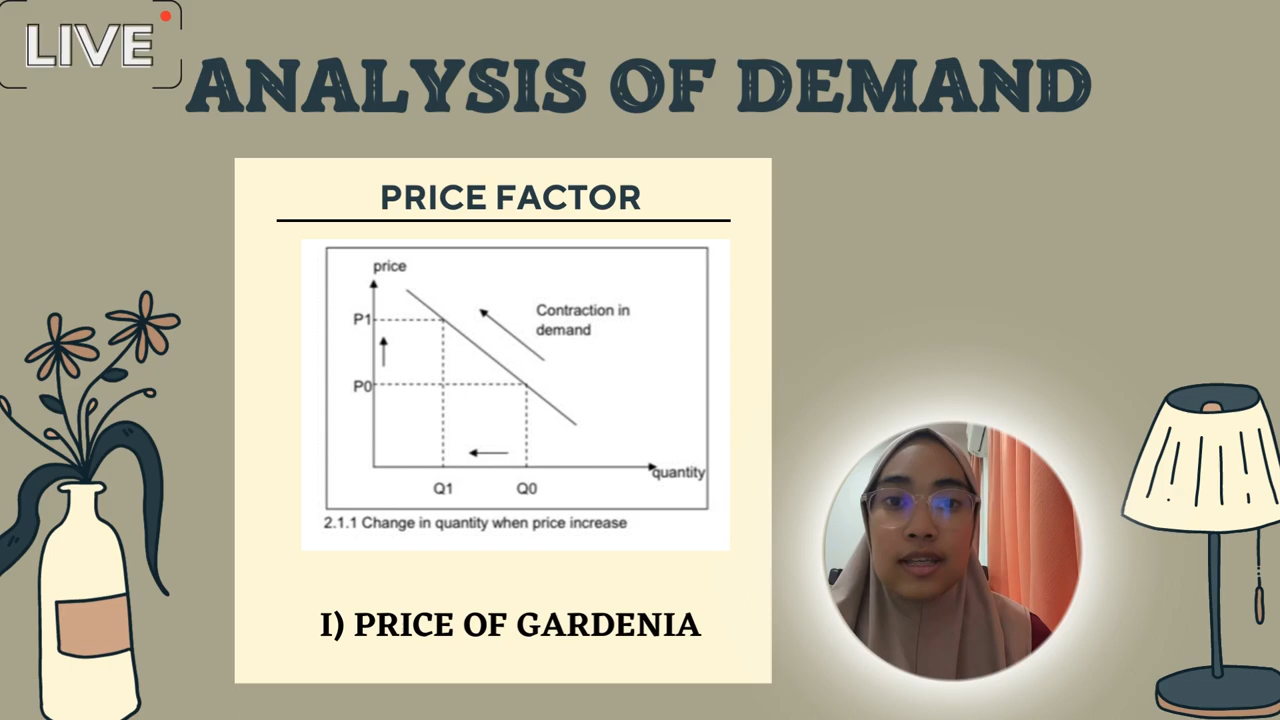 LIVE
ANALYSIS OF DEMAND
PRICE FACTOR
price
Contraction in
demand
P1
P0
quantity
Q1 Q0
2.1.1 Change in quantity when price increase
I) PRICE OF GARDENIA